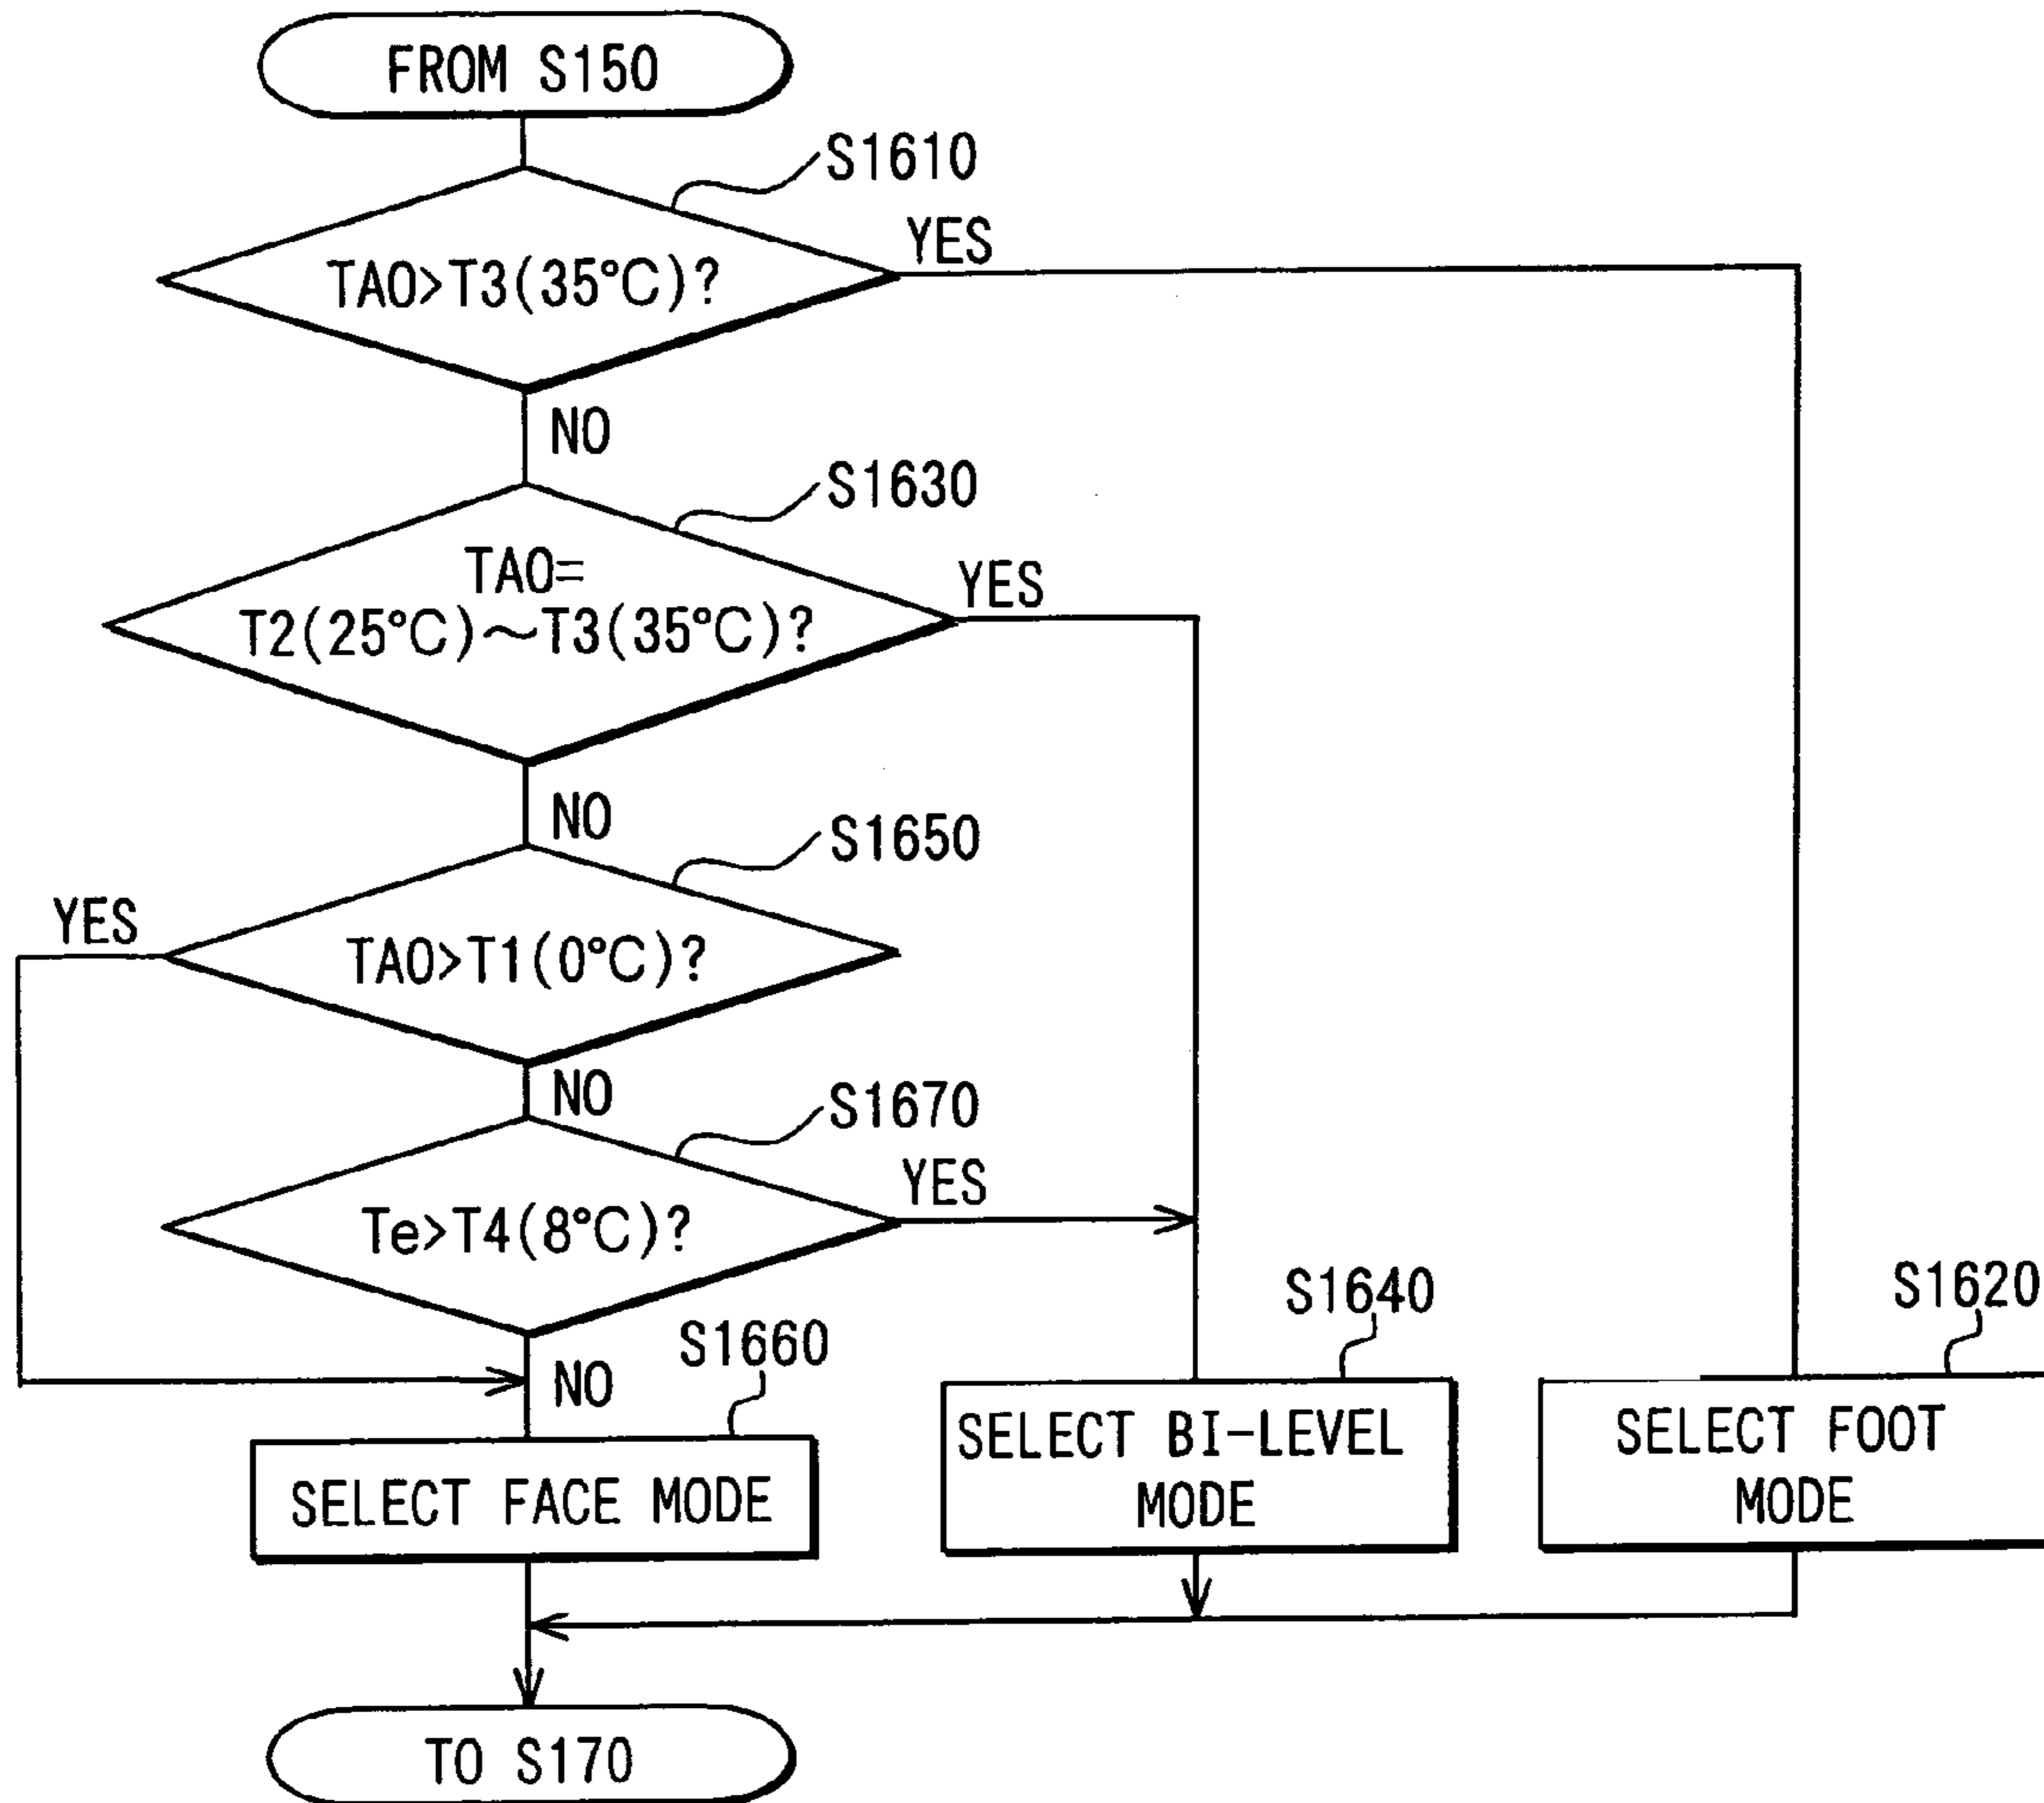 FROM S150
S1610
YES
TAO>T3(35°C)?
NO
S1630
TAO=
YES
T2(25°C)~T3(35°C)?
NO
S1650
YES
TAO>T1(0°C)?
NO
S1670
YES
Te>T4(8°C)?
S1640
S1620
S1660
NO
SELECT BI-LEVEL
MODE
SELECT FOOT
MODE
SELECT FACE MODE
TO S170